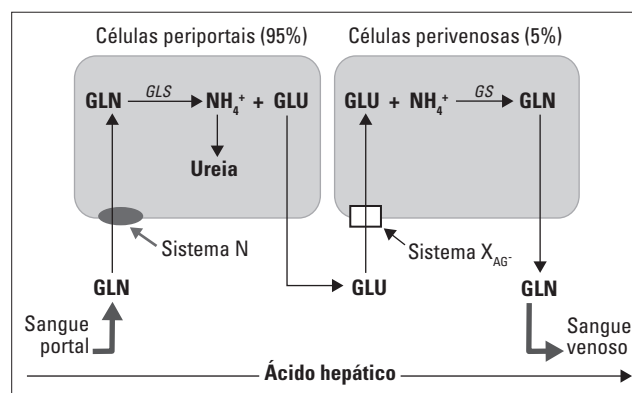 Células periportais (95%)
Células perivenosas (5%)
GLN GLS NH₄⁺ + GLU
Ureia
GLU + NH₄⁺ GS GLN
Sistema N
Sistema X_AG-
GLN
GLU
GLN
Sangue
portal
Sangue
venoso
Ácido hepático